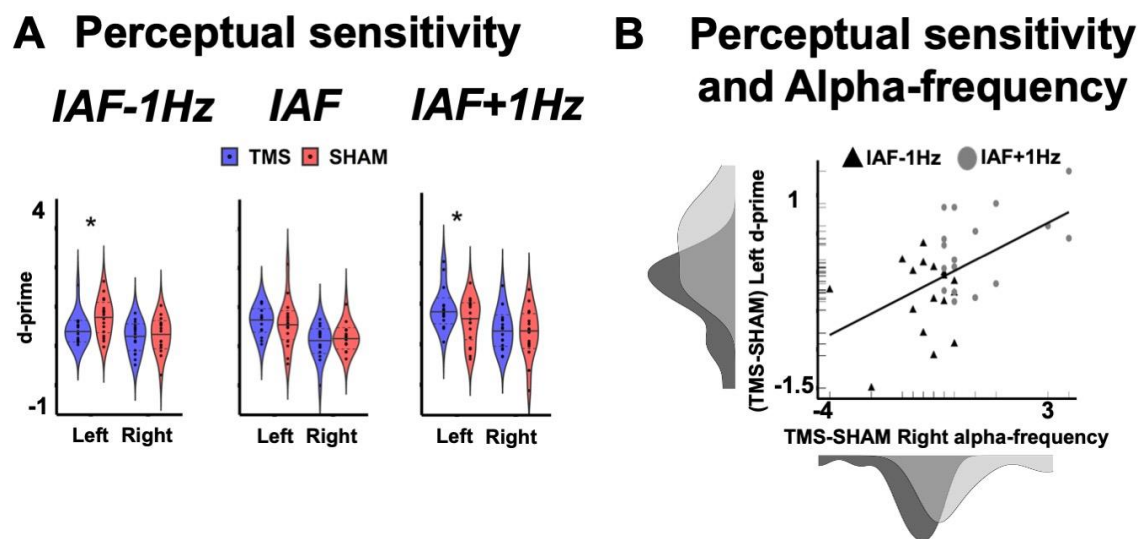 A Perceptual sensitivity
IAF-1Hz IAF IAF+1Hz
TMS SHAM
4
*
*
d-prime
-1
Left Right Left Right Left Right
B Perceptual sensitivity
and Alpha-frequency
IAF-1Hz IAF+1Hz
1
(TMS-SHAM) Left d-prime
-1.5
-4 3
TMS-SHAM Right alpha-frequency